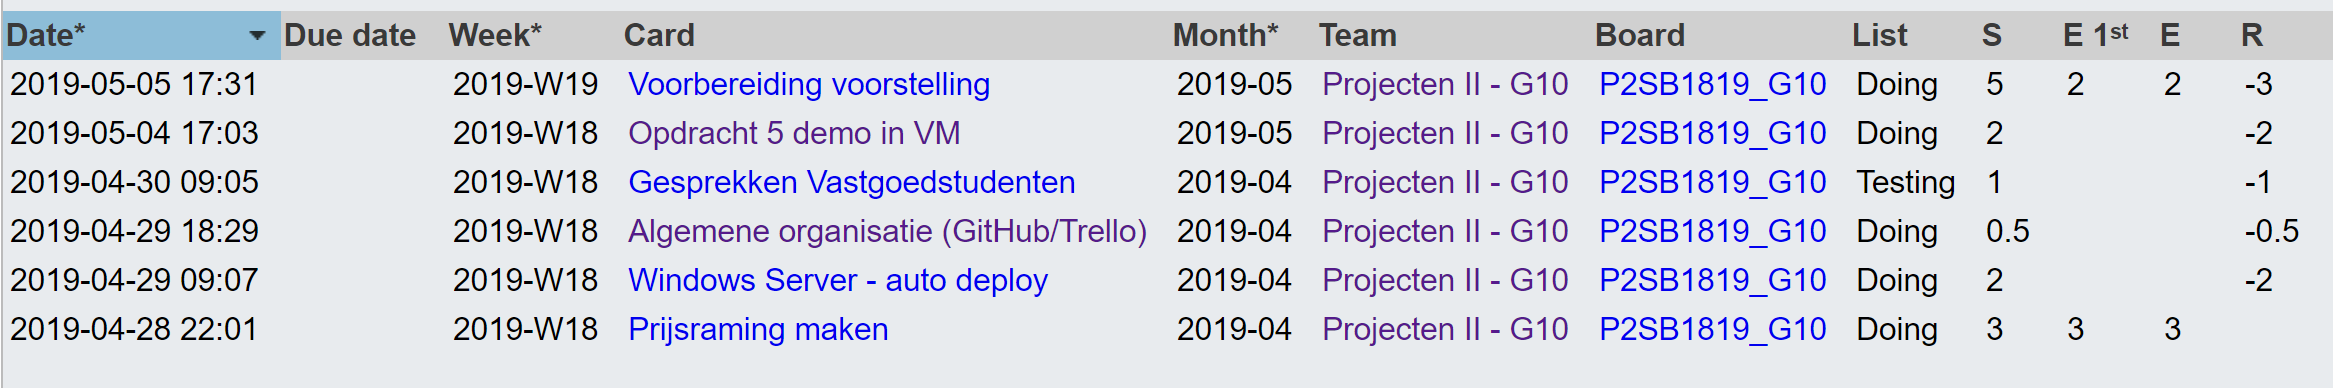 Date* Due date Week* Card Month* Team Board List S E 1st E R
2019-05-05 17:31 2019-W19 Voorbereiding voorstelling 2019-05 Projecten II - G10 P2SB1819_G10 Doing 5 2 2 -3
2019-05-04 17:03 2019-W18 Opdracht 5 demo in VM 2019-05 Projecten II - G10 P2SB1819_G10 Doing 2 -2
2019-04-30 09:05 2019-W18 Gesprekken Vastgoedstudenten 2019-04 Projecten II - G10 P2SB1819_G10 Testing 1 -1
2019-04-29 18:29 2019-W18 Algemene organisatie (GitHub/Trello) 2019-04 Projecten II - G10 P2SB1819_G10 Doing 0.5 -0.5
2019-04-29 09:07 2019-W18 Windows Server - auto deploy 2019-04 Projecten II - G10 P2SB1819_G10 Doing 2 -2
2019-04-28 22:01 2019-W18 Prijsraming maken 2019-04 Projecten II - G10 P2SB1819_G10 Doing 3 3 3